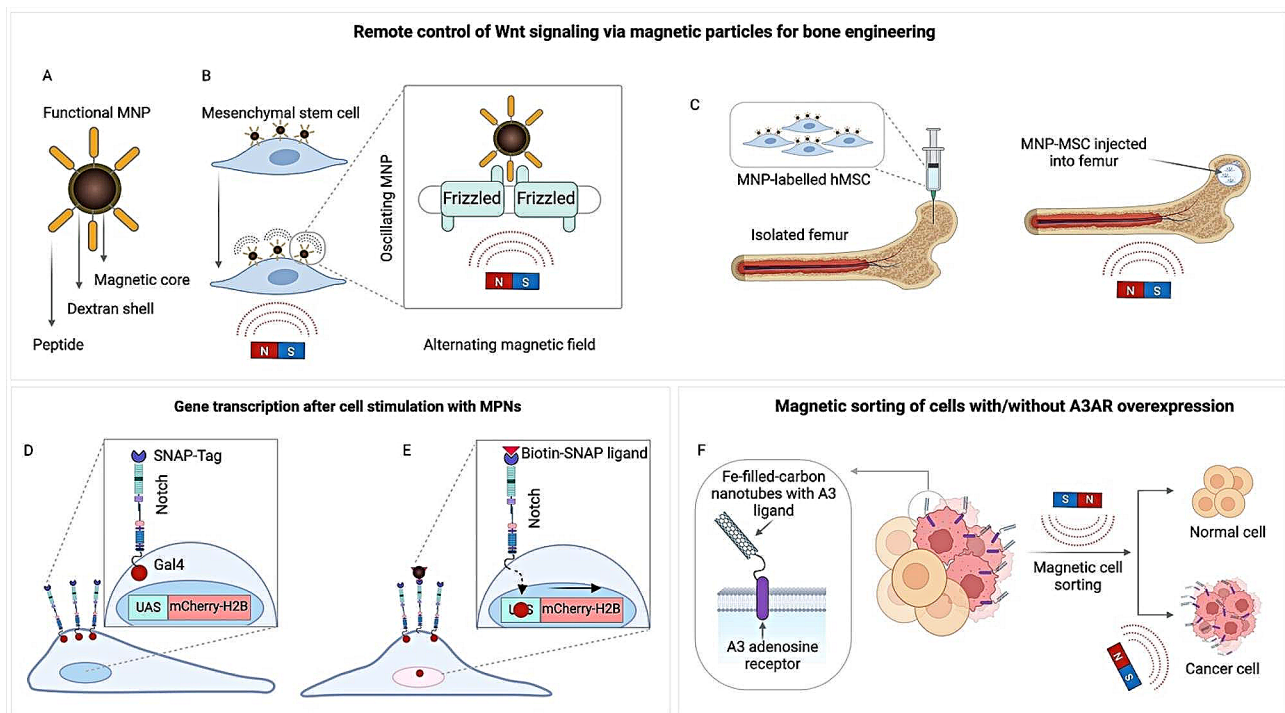 Remote control of Wnt signaling via magnetic particles for bone engineering
A
Functional MNP
Magnetic core
Dextran shell
Peptide
B
Mesenchymal stem cell
N S
Oscillating MNP
Frizzled Frizzled
N S
Alternating magnetic field
C
MNP-labelled hMSC
Isolated femur
MNP-MSC injected
into femur
N S
Gene transcription after cell stimulation with MPNs
D
SNAP-Tag
Notch
Gal4
UAS mCherry-H2B
E
Biotin-SNAP ligand
Notch
UAS mCherry-H2B
Magnetic sorting of cells with/without A3AR overexpression
F
Fe-filled-carbon
nanotubes with A3
ligand
A3 adenosine
receptor
S N
Magnetic cell
sorting
Normal cell
N S
Cancer cell